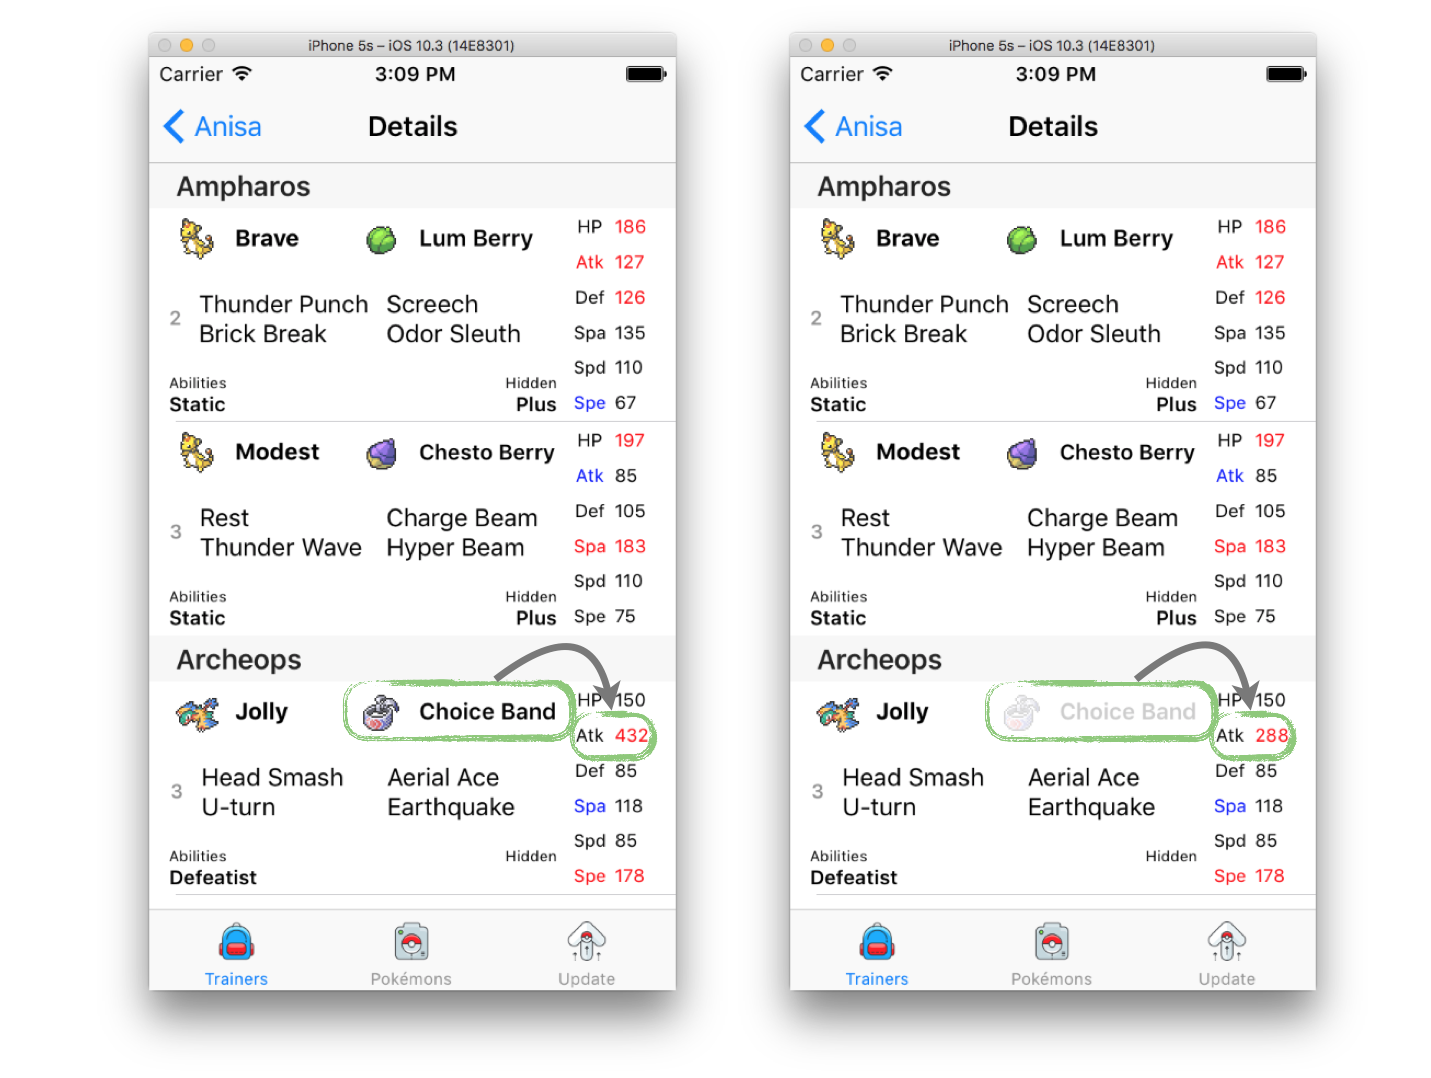 iPhone 5s – iOS 10.3 (14E8301)
Carrier 3:09 PM
Anisa Details
Ampharos
Brave Lum Berry HP 186
Atk 127
Def 126
2 Thunder Punch Screech
Brick Break Odor Sleuth Spa 135
Spd 110
Abilities Hidden
Static Plus Spe 67
Modest Chesto Berry HP 197
Atk 85
Def 105
3 Rest Charge Beam
Thunder Wave Hyper Beam Spa 183
Spd 110
Abilities Hidden
Static Plus Spe 75
Archeops
Jolly Choice Band HP 150
Atk 432
Def 85
3 Head Smash Aerial Ace
U-turn Earthquake Spa 118
Spd 85
Abilities Hidden
Defeatist Spe 178
Trainers Pokémons Update
iPhone 5s – iOS 10.3 (14E8301)
Carrier 3:09 PM
Anisa Details
Ampharos
Brave Lum Berry HP 186
Atk 127
Def 126
2 Thunder Punch Screech
Brick Break Odor Sleuth Spa 135
Spd 110
Abilities Hidden
Static Plus Spe 67
Modest Chesto Berry HP 197
Atk 85
Def 105
3 Rest Charge Beam
Thunder Wave Hyper Beam Spa 183
Spd 110
Abilities Hidden
Static Plus Spe 75
Archeops
Jolly Choice Band HP 150
Atk 288
Def 85
3 Head Smash Aerial Ace
U-turn Earthquake Spa 118
Spd 85
Abilities Hidden
Defeatist Spe 178
Trainers Pokémons Update